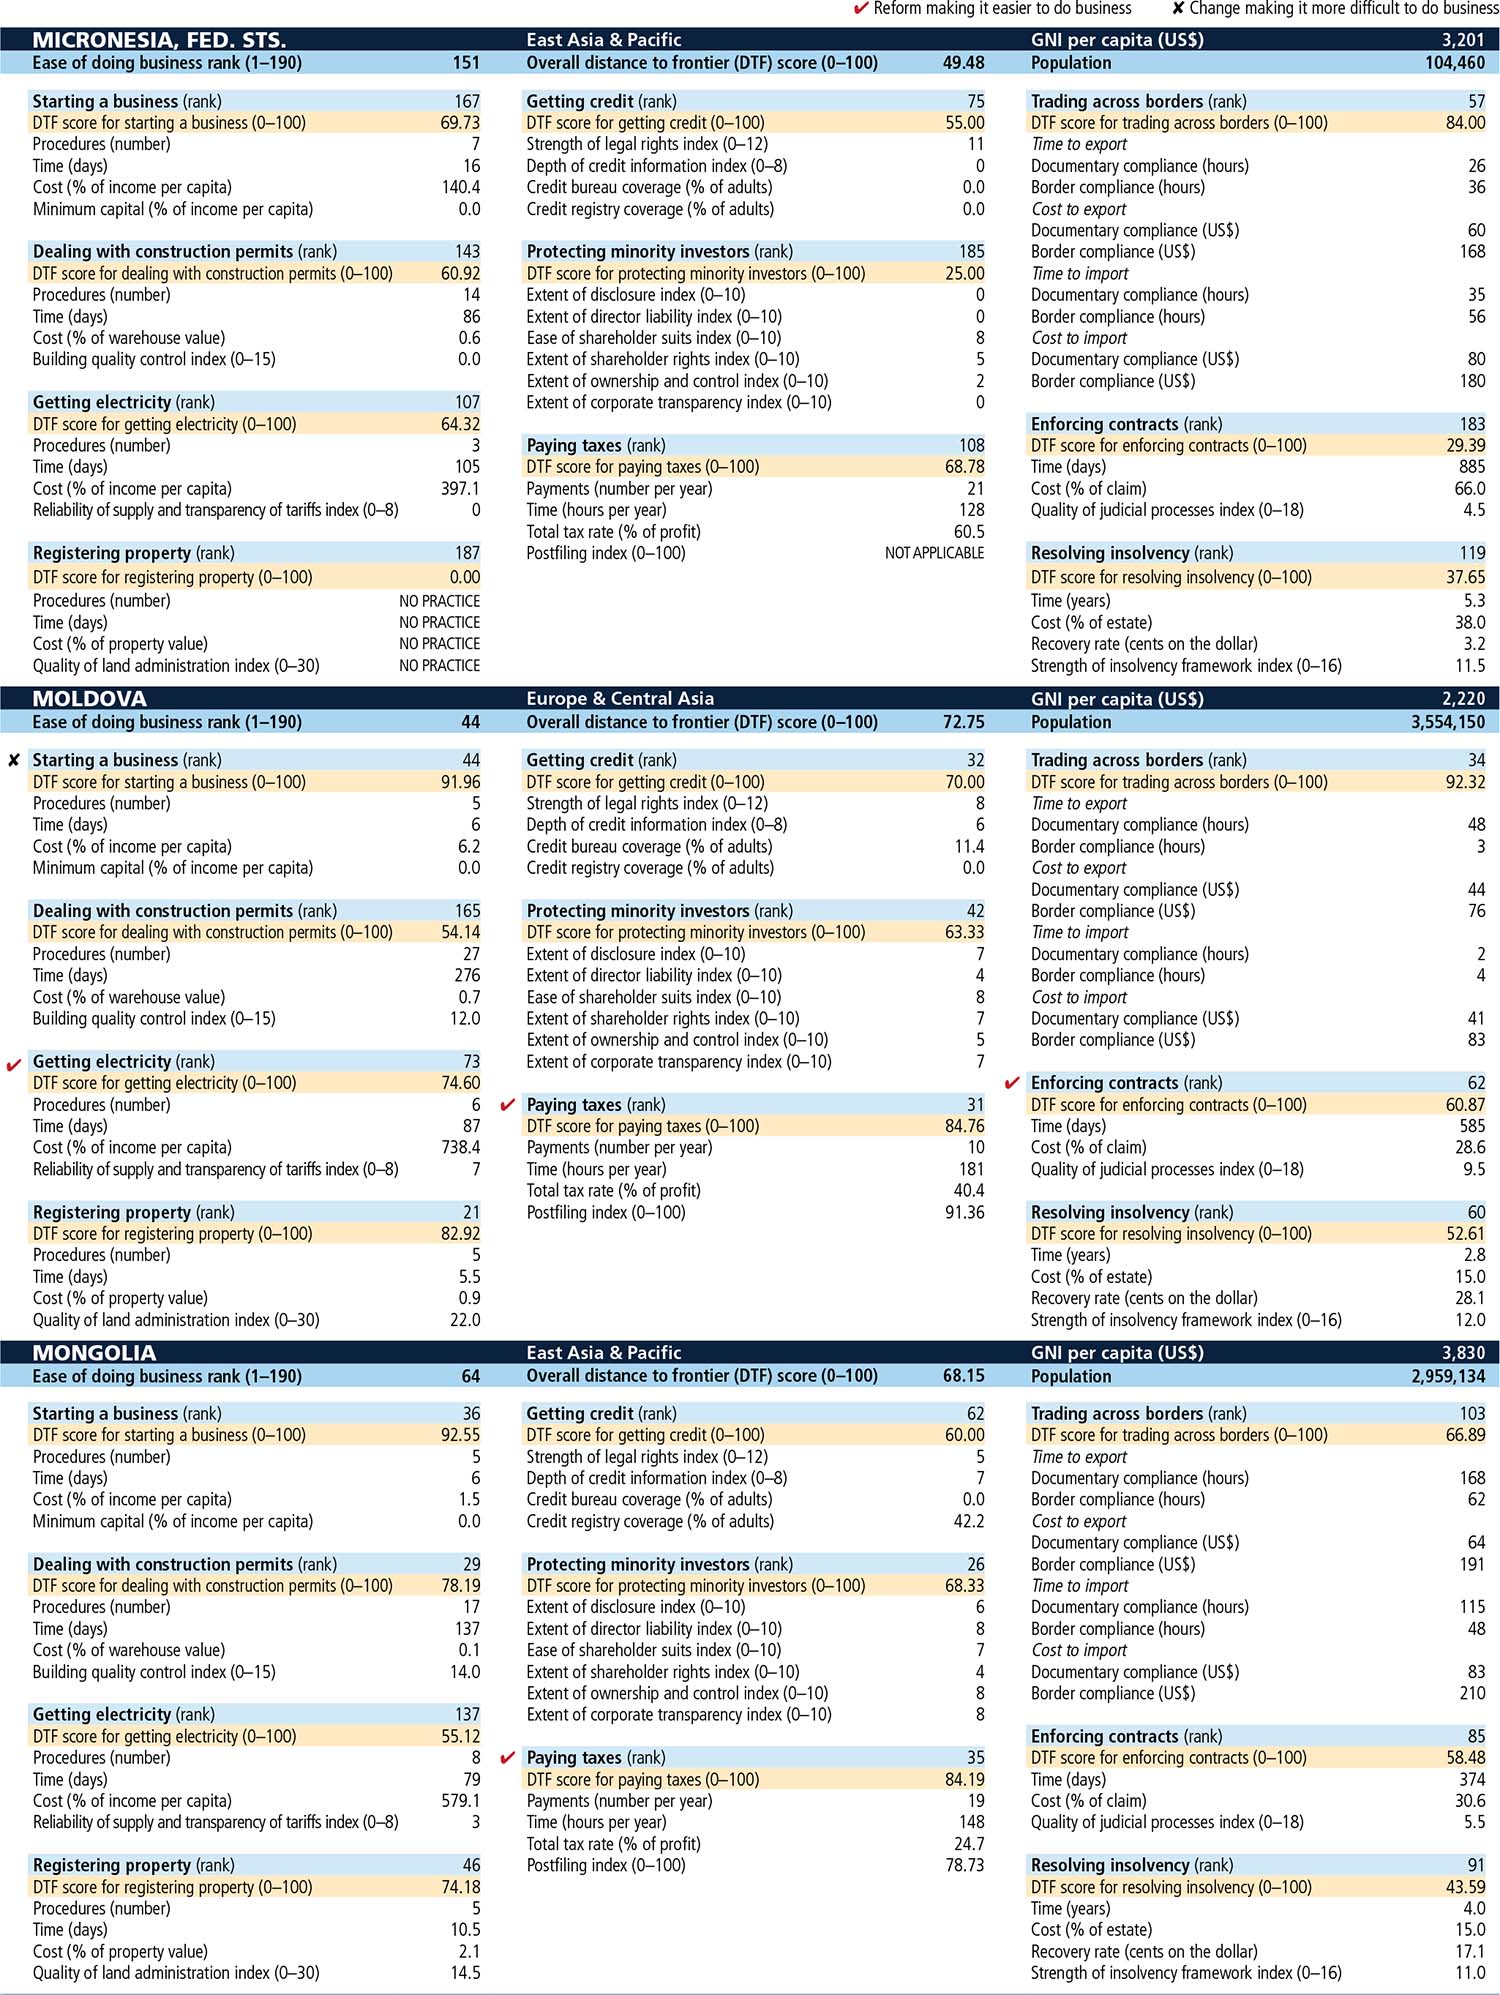 ✔ Reform making it easier to do business ✘ Change making it more difficult to do business
MICRONESIA, FED. STS. East Asia & Pacific GNI per capita (US$) 3,201
Ease of doing business rank (1–190) 151 Overall distance to frontier (DTF) score (0–100) 49.48 Population 104,460
Starting a business (rank) 167
DTF score for starting a business (0–100) 69.73
Procedures (number) 7
Time (days) 16
Cost (% of income per capita) 140.4
Minimum capital (% of income per capita) 0.0
Dealing with construction permits (rank) 143
DTF score for dealing with construction permits (0–100) 60.92
Procedures (number) 14
Time (days) 86
Cost (% of warehouse value) 0.6
Building quality control index (0–15) 0.0
Getting electricity (rank) 107
DTF score for getting electricity (0–100) 64.32
Procedures (number) 3
Time (days) 105
Cost (% of income per capita) 397.1
Reliability of supply and transparency of tariffs index (0–8) 0
Registering property (rank) 187
DTF score for registering property (0–100) 0.00
Procedures (number) NO PRACTICE
Time (days) NO PRACTICE
Cost (% of property value) NO PRACTICE
Quality of land administration index (0–30) NO PRACTICE
Getting credit (rank) 75
DTF score for getting credit (0–100) 55.00
Strength of legal rights index (0–12) 11
Depth of credit information index (0–8) 0
Credit bureau coverage (% of adults) 0.0
Credit registry coverage (% of adults) 0.0
Protecting minority investors (rank) 185
DTF score for protecting minority investors (0–100) 25.00
Extent of disclosure index (0–10) 0
Extent of director liability index (0–10) 0
Ease of shareholder suits index (0–10) 8
Extent of shareholder rights index (0–10) 5
Extent of ownership and control index (0–10) 2
Extent of corporate transparency index (0–10) 0
Paying taxes (rank) 108
DTF score for paying taxes (0–100) 68.78
Payments (number per year) 21
Time (hours per year) 128
Total tax rate (% of profit) 60.5
Postfiling index (0–100) NOT APPLICABLE
Trading across borders (rank) 57
DTF score for trading across borders (0–100) 84.00
Time to export
Documentary compliance (hours) 26
Border compliance (hours) 36
Cost to export
Documentary compliance (US$) 60
Border compliance (US$) 168
Time to import
Documentary compliance (hours) 35
Border compliance (hours) 56
Cost to import
Documentary compliance (US$) 80
Border compliance (US$) 180
Enforcing contracts (rank) 183
DTF score for enforcing contracts (0–100) 29.39
Time (days) 885
Cost (% of claim) 66.0
Quality of judicial processes index (0–18) 4.5
Resolving insolvency (rank) 119
DTF score for resolving insolvency (0–100) 37.65
Time (years) 5.3
Cost (% of estate) 38.0
Recovery rate (cents on the dollar) 3.2
Strength of insolvency framework index (0–16) 11.5
MOLDOVA Europe & Central Asia GNI per capita (US$) 2,220
Ease of doing business rank (1–190) 44 Overall distance to frontier (DTF) score (0–100) 72.75 Population 3,554,150
✘ Starting a business (rank) 44
DTF score for starting a business (0–100) 91.96
Procedures (number) 5
Time (days) 6
Cost (% of income per capita) 6.2
Minimum capital (% of income per capita) 0.0
Dealing with construction permits (rank) 165
DTF score for dealing with construction permits (0–100) 54.14
Procedures (number) 27
Time (days) 276
Cost (% of warehouse value) 0.7
Building quality control index (0–15) 12.0
✔ Getting electricity (rank) 73
DTF score for getting electricity (0–100) 74.60
Procedures (number) 6
Time (days) 87
Cost (% of income per capita) 738.4
Reliability of supply and transparency of tariffs index (0–8) 7
Registering property (rank) 21
DTF score for registering property (0–100) 82.92
Procedures (number) 5
Time (days) 5.5
Cost (% of property value) 0.9
Quality of land administration index (0–30) 22.0
Getting credit (rank) 32
DTF score for getting credit (0–100) 70.00
Strength of legal rights index (0–12) 8
Depth of credit information index (0–8) 6
Credit bureau coverage (% of adults) 11.4
Credit registry coverage (% of adults) 0.0
Protecting minority investors (rank) 42
DTF score for protecting minority investors (0–100) 63.33
Extent of disclosure index (0–10) 7
Extent of director liability index (0–10) 4
Ease of shareholder suits index (0–10) 8
Extent of shareholder rights index (0–10) 7
Extent of ownership and control index (0–10) 5
Extent of corporate transparency index (0–10) 7
✔ Paying taxes (rank) 31
DTF score for paying taxes (0–100) 84.76
Payments (number per year) 10
Time (hours per year) 181
Total tax rate (% of profit) 40.4
Postfiling index (0–100) 91.36
Trading across borders (rank) 34
DTF score for trading across borders (0–100) 92.32
Time to export
Documentary compliance (hours) 48
Border compliance (hours) 3
Cost to export
Documentary compliance (US$) 44
Border compliance (US$) 76
Time to import
Documentary compliance (hours) 2
Border compliance (hours) 4
Cost to import
Documentary compliance (US$) 41
Border compliance (US$) 83
✔ Enforcing contracts (rank) 62
DTF score for enforcing contracts (0–100) 60.87
Time (days) 585
Cost (% of claim) 28.6
Quality of judicial processes index (0–18) 9.5
Resolving insolvency (rank) 60
DTF score for resolving insolvency (0–100) 52.61
Time (years) 2.8
Cost (% of estate) 15.0
Recovery rate (cents on the dollar) 28.1
Strength of insolvency framework index (0–16) 12.0
MONGOLIA East Asia & Pacific GNI per capita (US$) 3,830
Ease of doing business rank (1–190) 64 Overall distance to frontier (DTF) score (0–100) 68.15 Population 2,959,134
Starting a business (rank) 36
DTF score for starting a business (0–100) 92.55
Procedures (number) 5
Time (days) 6
Cost (% of income per capita) 1.5
Minimum capital (% of income per capita) 0.0
Dealing with construction permits (rank) 29
DTF score for dealing with construction permits (0–100) 78.19
Procedures (number) 17
Time (days) 137
Cost (% of warehouse value) 0.1
Building quality control index (0–15) 14.0
Getting electricity (rank) 137
DTF score for getting electricity (0–100) 55.12
Procedures (number) 8
Time (days) 79
Cost (% of income per capita) 579.1
Reliability of supply and transparency of tariffs index (0–8) 3
Registering property (rank) 46
DTF score for registering property (0–100) 74.18
Procedures (number) 5
Time (days) 10.5
Cost (% of property value) 2.1
Quality of land administration index (0–30) 14.5
Getting credit (rank) 62
DTF score for getting credit (0–100) 60.00
Strength of legal rights index (0–12) 5
Depth of credit information index (0–8) 7
Credit bureau coverage (% of adults) 0.0
Credit registry coverage (% of adults) 42.2
Protecting minority investors (rank) 26
DTF score for protecting minority investors (0–100) 68.33
Extent of disclosure index (0–10) 6
Extent of director liability index (0–10) 8
Ease of shareholder suits index (0–10) 7
Extent of shareholder rights index (0–10) 4
Extent of ownership and control index (0–10) 8
Extent of corporate transparency index (0–10) 8
✔ Paying taxes (rank) 35
DTF score for paying taxes (0–100) 84.19
Payments (number per year) 19
Time (hours per year) 148
Total tax rate (% of profit) 24.7
Postfiling index (0–100) 78.73
Trading across borders (rank) 103
DTF score for trading across borders (0–100) 66.89
Time to export
Documentary compliance (hours) 168
Border compliance (hours) 62
Cost to export
Documentary compliance (US$) 64
Border compliance (US$) 191
Time to import
Documentary compliance (hours) 115
Border compliance (hours) 48
Cost to import
Documentary compliance (US$) 83
Border compliance (US$) 210
Enforcing contracts (rank) 85
DTF score for enforcing contracts (0–100) 58.48
Time (days) 374
Cost (% of claim) 30.6
Quality of judicial processes index (0–18) 5.5
Resolving insolvency (rank) 91
DTF score for resolving insolvency (0–100) 43.59
Time (years) 4.0
Cost (% of estate) 15.0
Recovery rate (cents on the dollar) 17.1
Strength of insolvency framework index (0–16) 11.0